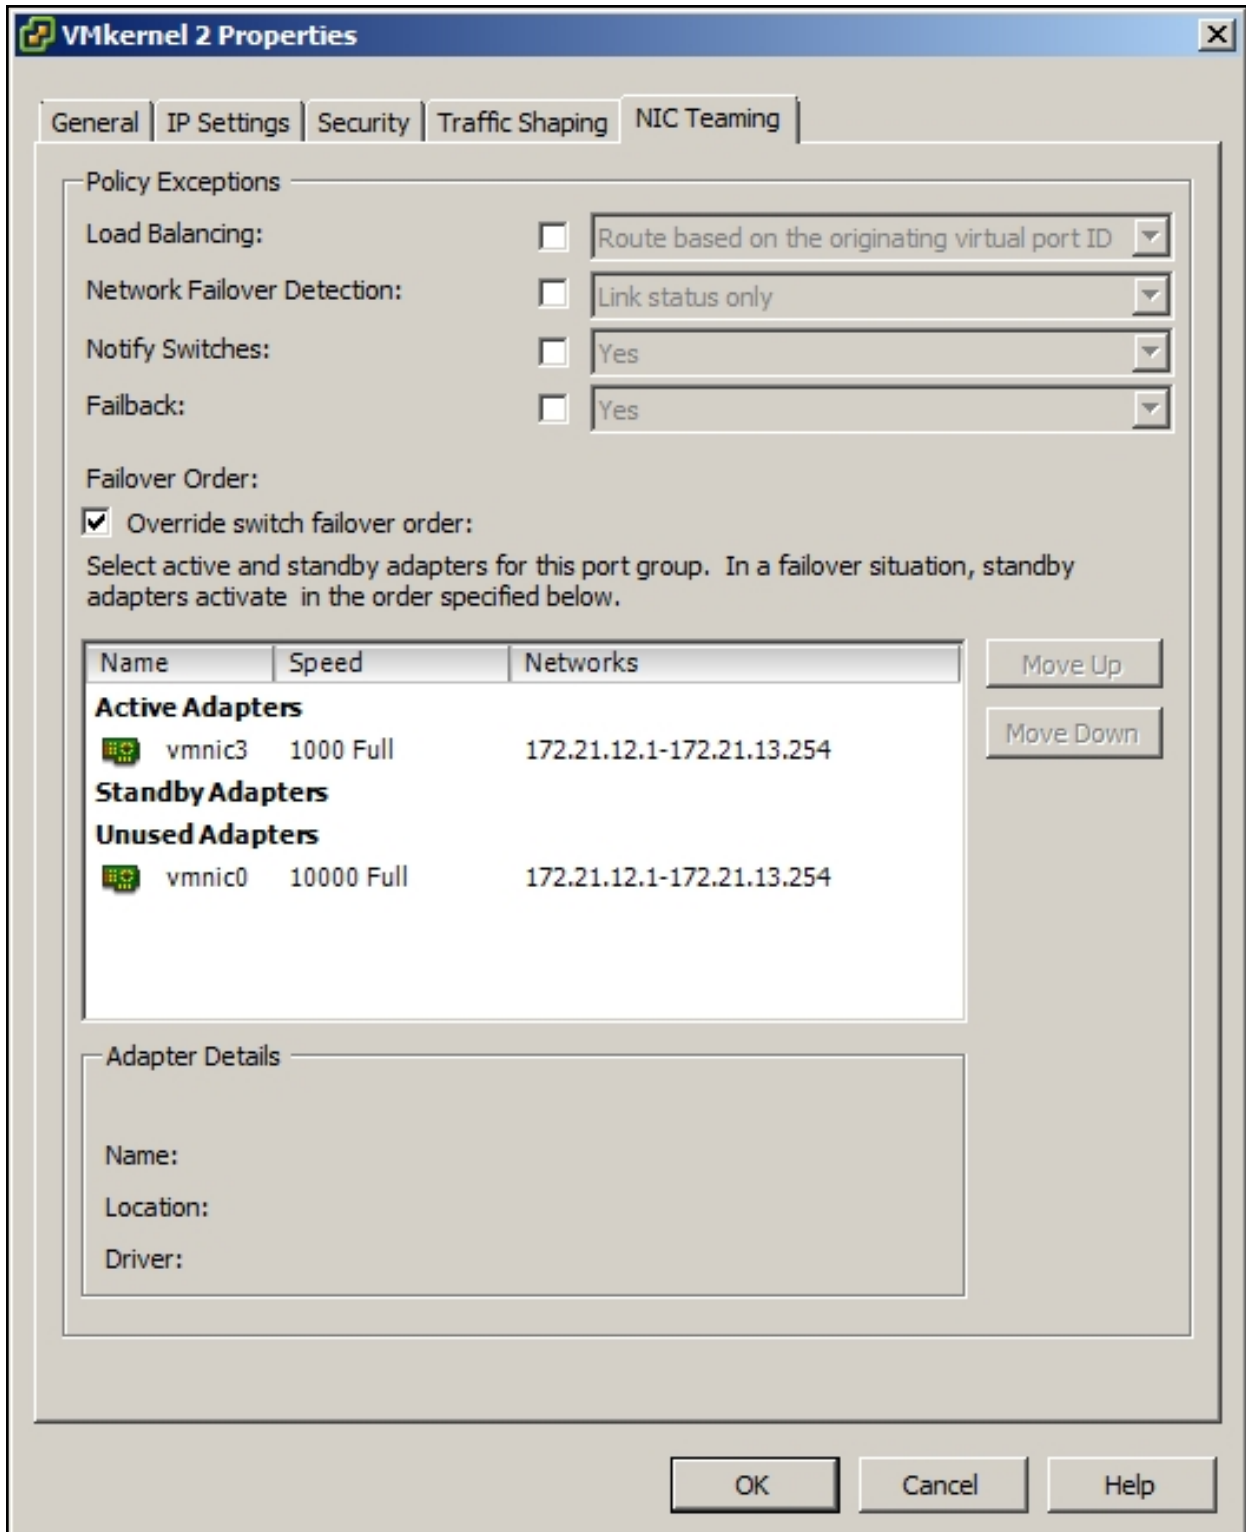 VMkernel 2 Properties
General IP Settings Security Traffic Shaping NIC Teaming
Policy Exceptions
Load Balancing: Route based on the originating virtual port ID
Network Failover Detection: Link status only
Notify Switches: Yes
Failback: Yes
Failover Order:
Override switch failover order:
Select active and standby adapters for this port group. In a failover situation, standby
adapters activate in the order specified below.
Name Speed Networks Move Up
Active Adapters
vmnic3 1000 Full 172.21.12.1-172.21.13.254 Move Down
Standby Adapters
Unused Adapters
vmnic0 10000 Full 172.21.12.1-172.21.13.254
Adapter Details
Name:
Location:
Driver:
OK Cancel Help